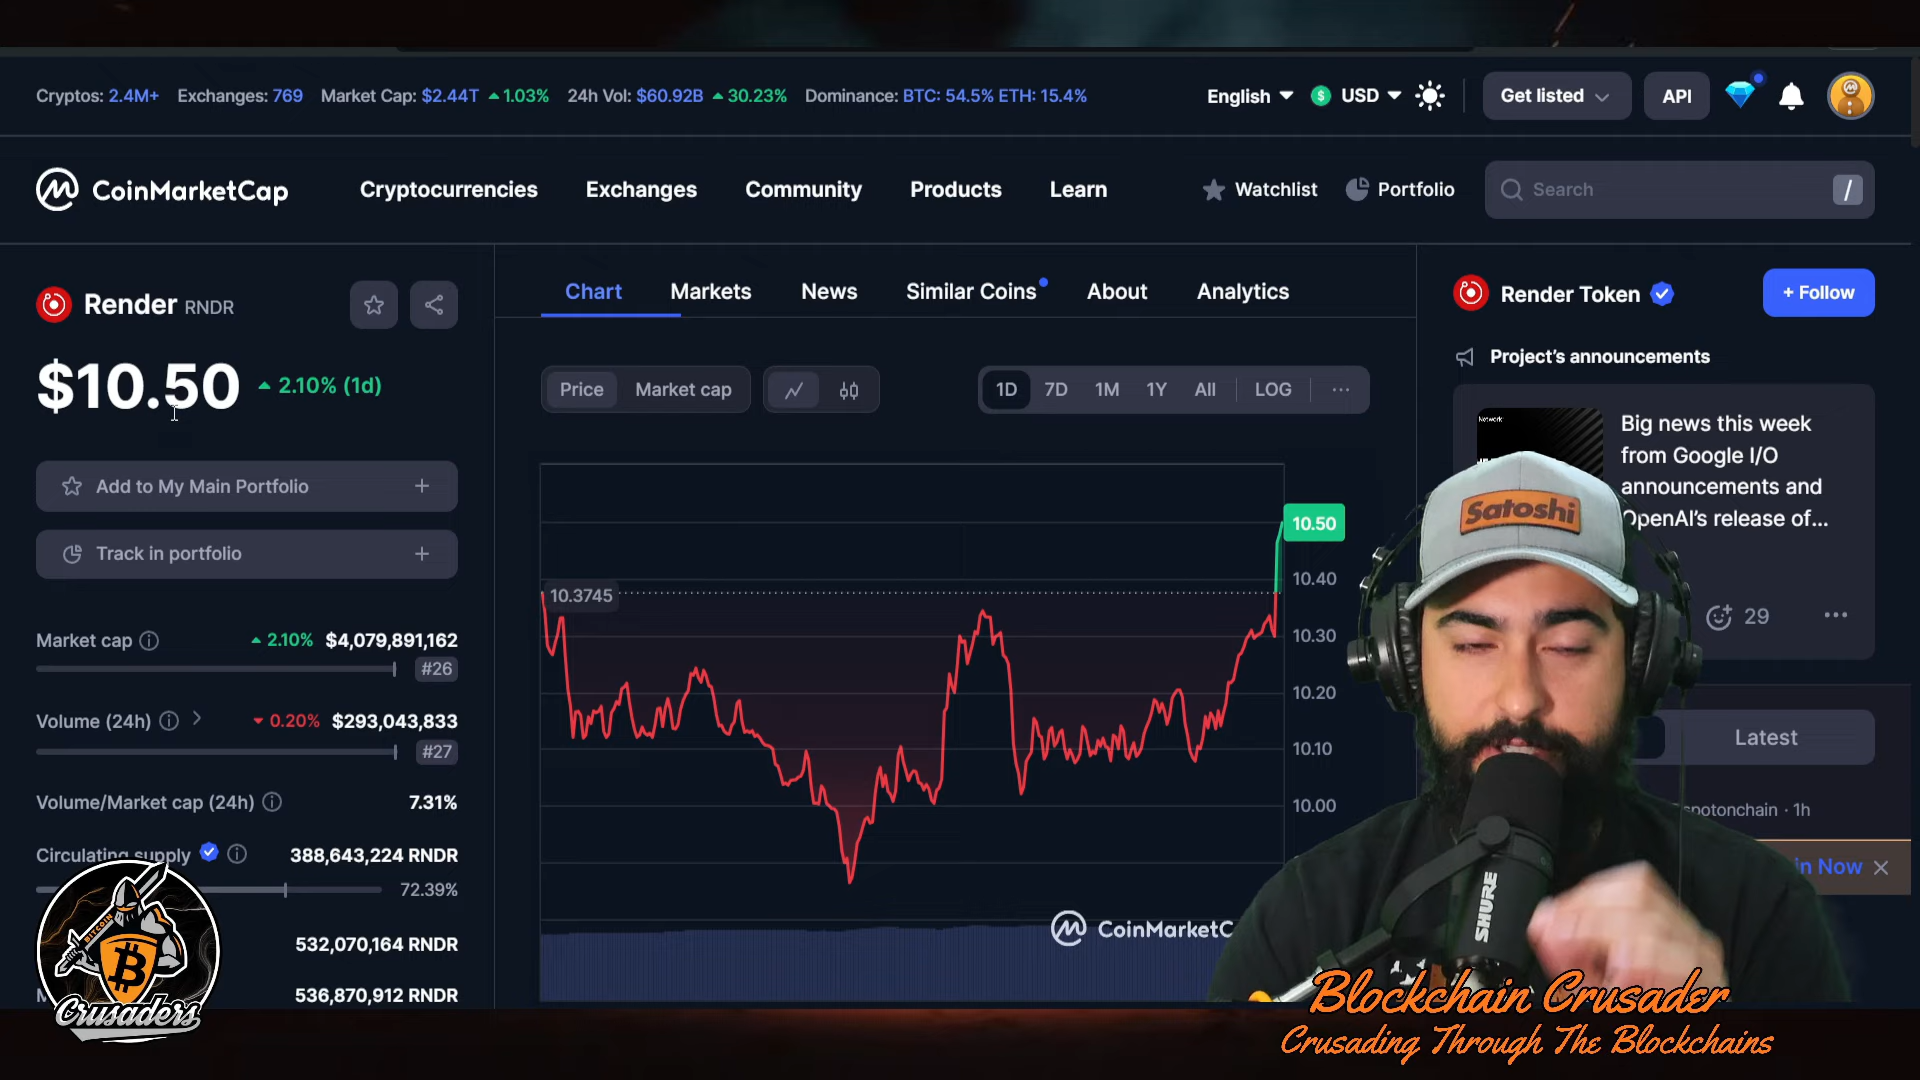 Cryptos: 2.4M+ Exchanges: 769 Market Cap: $2.44T 1.03% 24h Vol: $60.92B 30.23% Dominance: BTC: 54.5% ETH: 15.4%
English $ USD Get listed API
CoinMarketCap Cryptocurrencies Exchanges Community Products Learn Watchlist Portfolio Search /
Render RNDR
$10.50 2.10% (1d)
Add to My Main Portfolio +
Track in portfolio +
Market cap 2.10% $4,079,891,162
#26
Volume (24h) 0.20% $293,043,833
#27
Volume/Market cap (24h) 7.31%
Circulating supply 388,643,224 RNDR
72.39%
532,070,164 RNDR
536,870,912 RNDR
BITCOIN
Crusaders
Chart Markets News Similar Coins About Analytics
Price Market cap 1D 7D 1M 1Y All LOG ...
10.50
10.40
10.3745
10.30
10.20
10.10
10.00
CoinMarketC
Render Token + Follow
Project's announcements
Network
Big news this week
from Google I/O
announcements and
OpenAI's release of...
29 ...
Satoshi
Latest
spotonchain · 1h
in Now
SHURE
Blockchain Crusader
Crusading Through The Blockchains